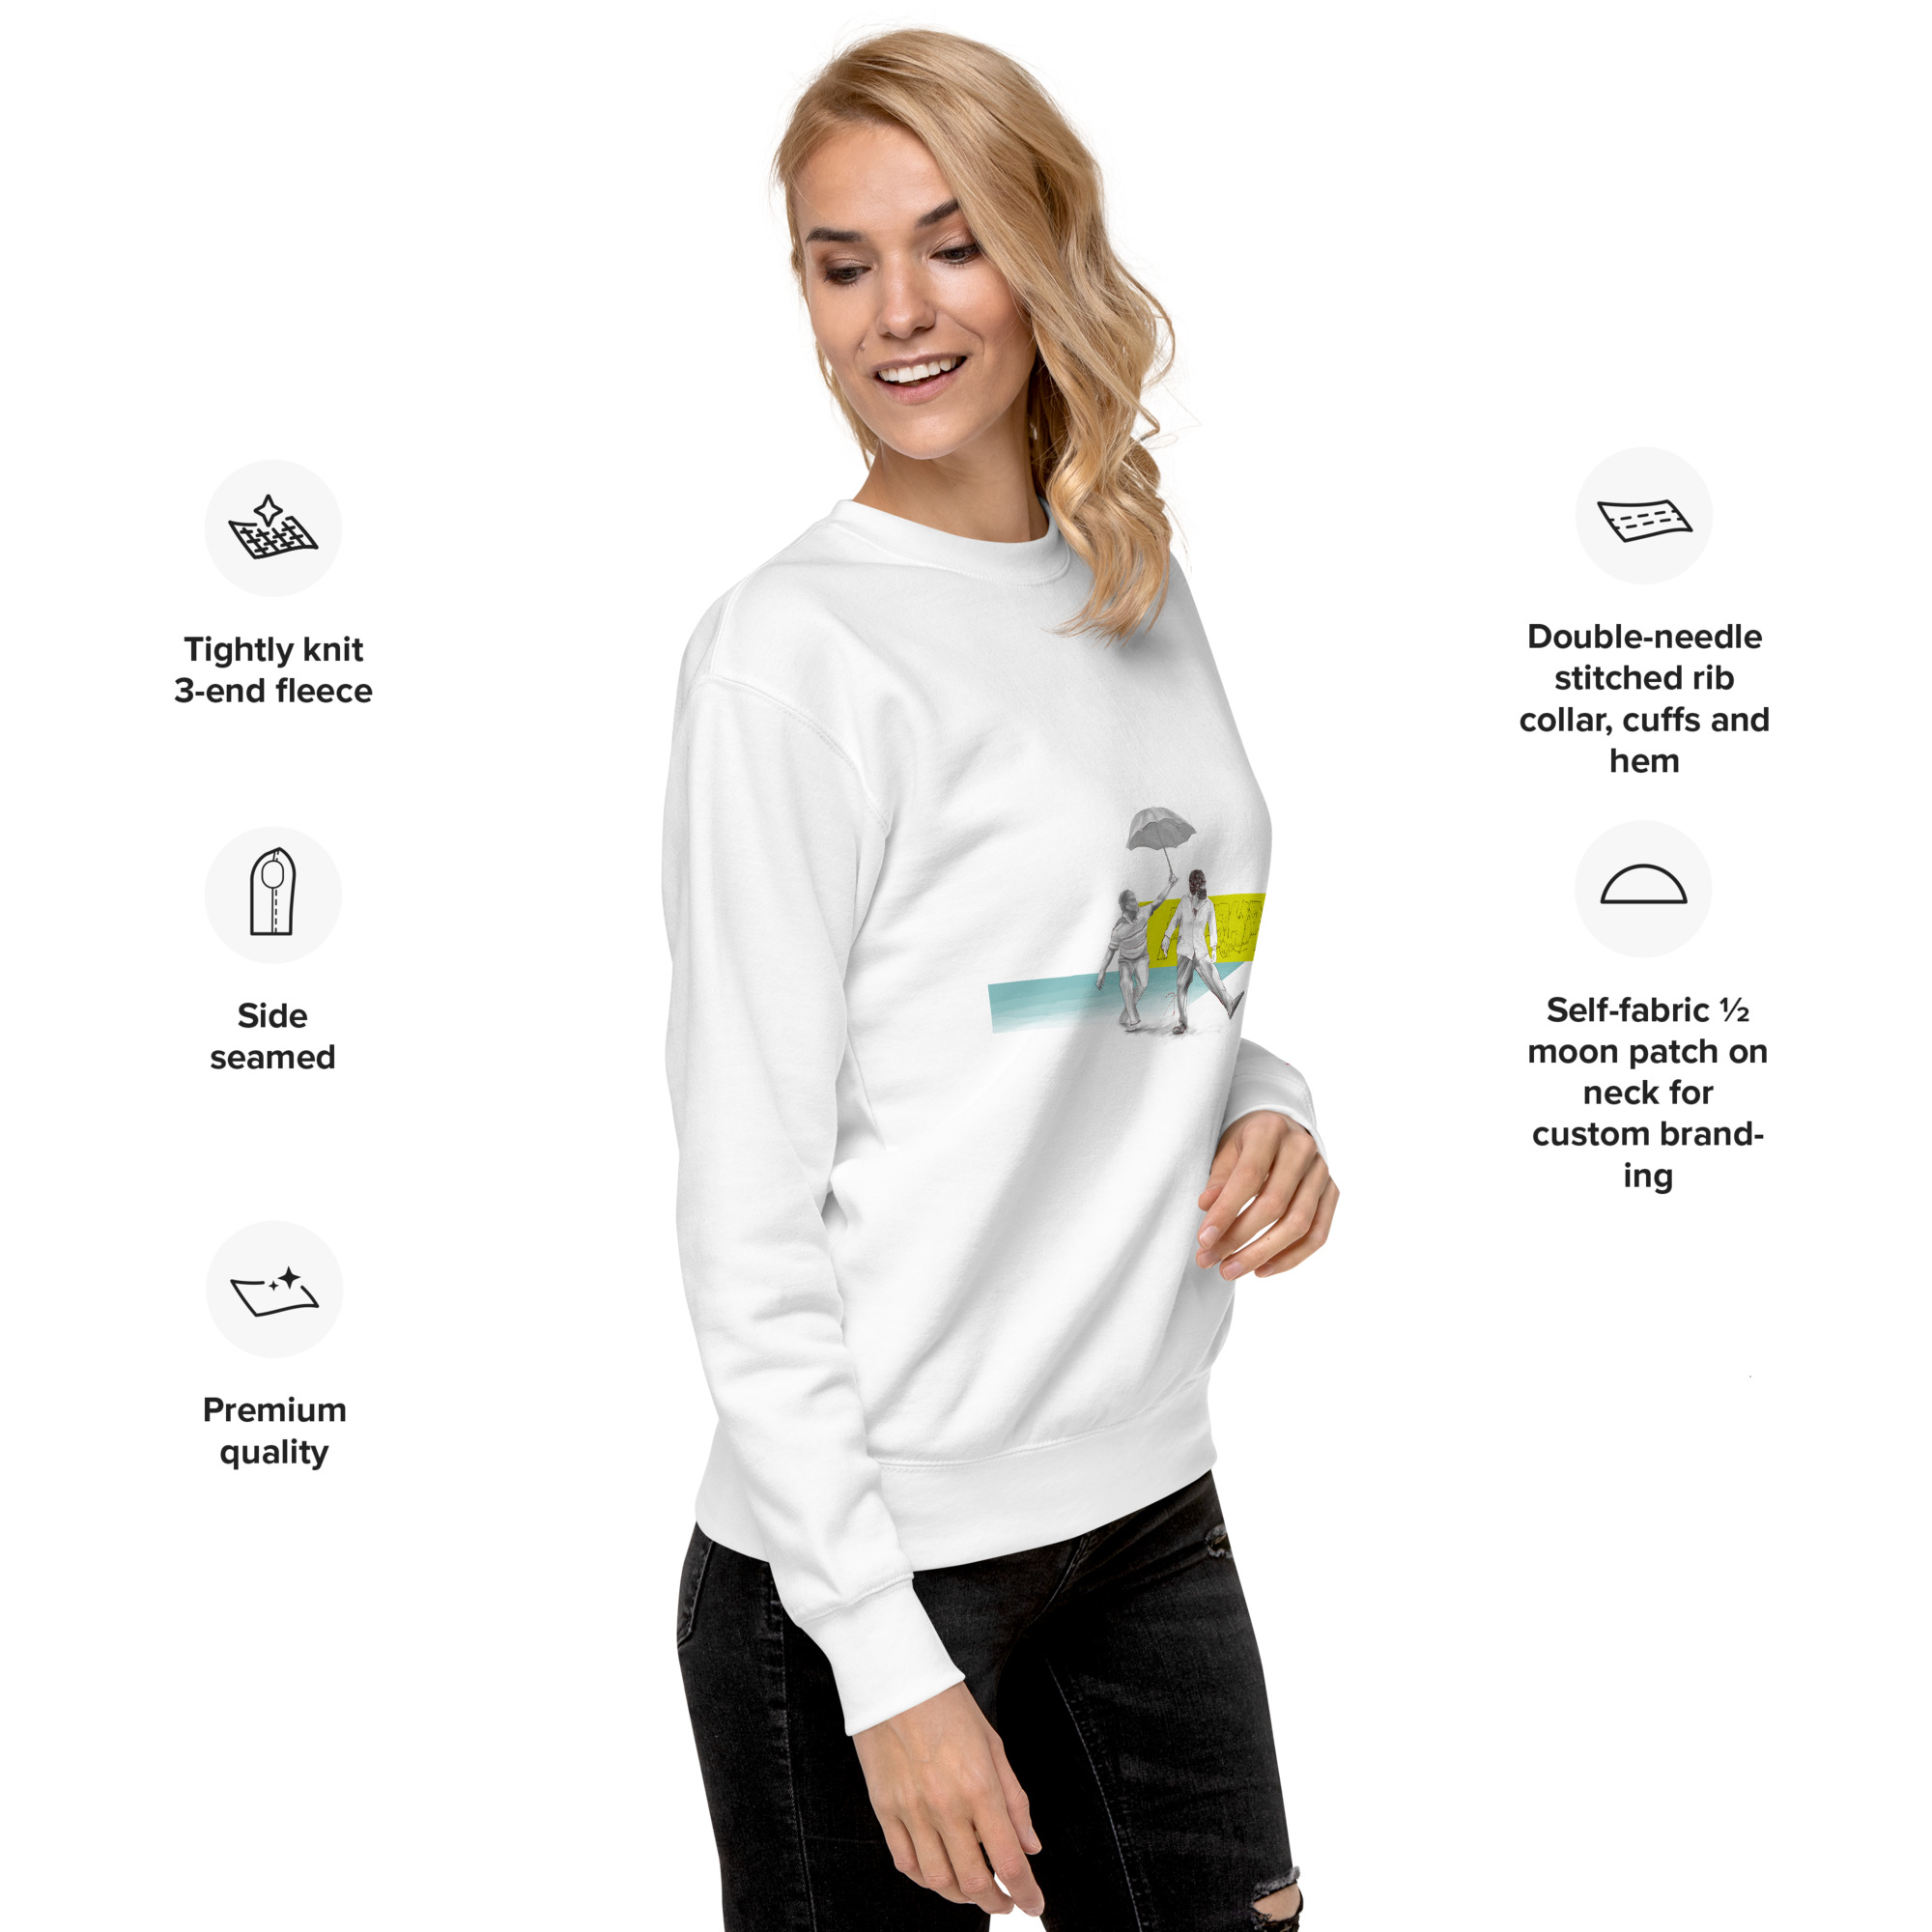 Tightly knit
3-end fleece
Side
seamed
Premium
quality
Double-needle
stitched rib
collar, cuffs and
hem
Self-fabric ½
moon patch on
neck for
custom brand-
ing